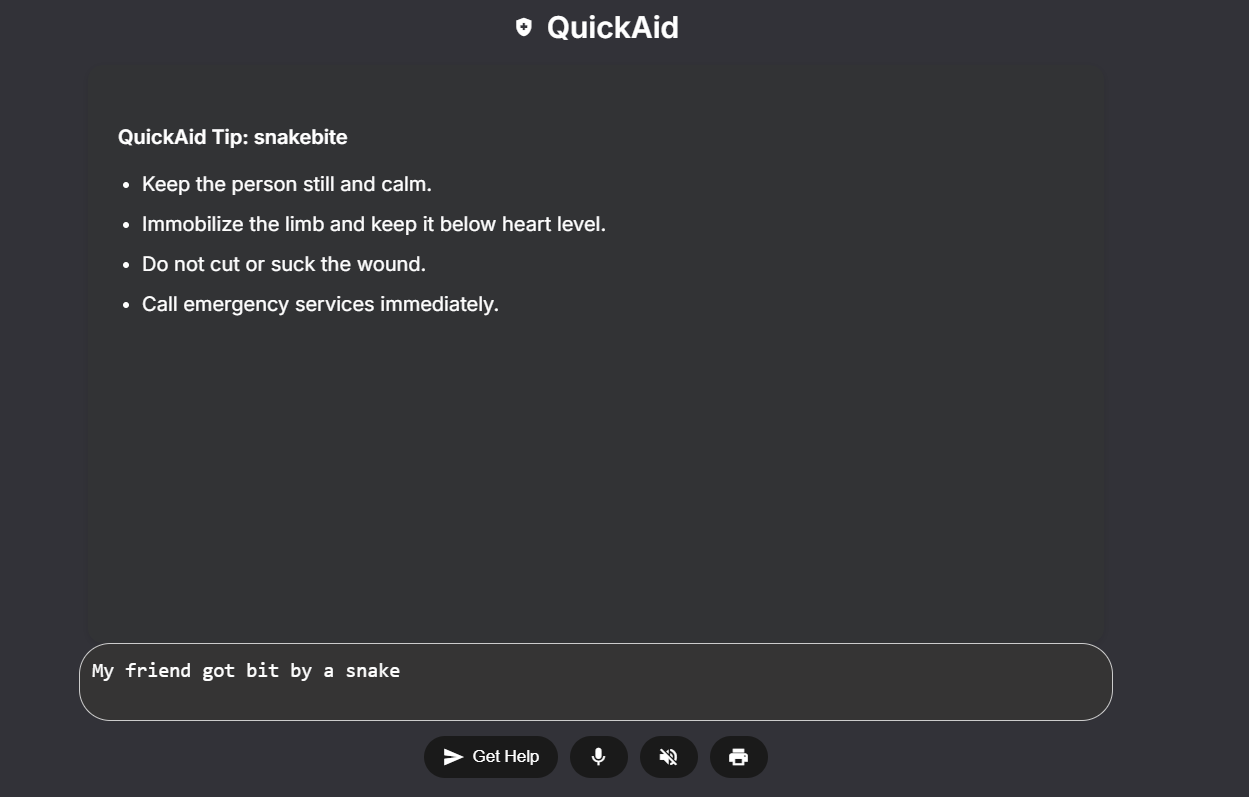 QuickAid
QuickAid Tip: snakebite
• Keep the person still and calm.
• Immobilize the limb and keep it below heart level.
• Do not cut or suck the wound.
• Call emergency services immediately.
My friend got bit by a snake
Get Help